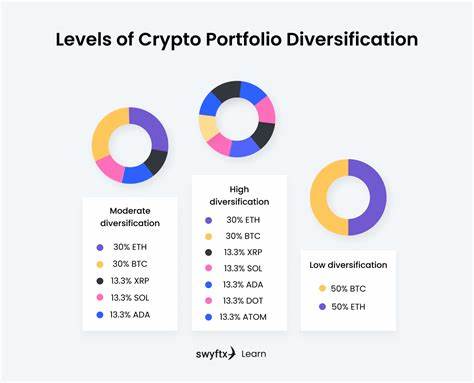 Levels of Crypto Portfolio Diversification
Moderate
diversification
30% ETH
30% BTC
13.3% XRP
13.3% SOL
13.3% ADA
High
diversification
30% ETH
30% BTC
13.3% XRP
13.3% SOL
13.3% ADA
13.3% DOT
13.3% ATOM
Low diversification
50% BTC
50% ETH
swyftx Learn